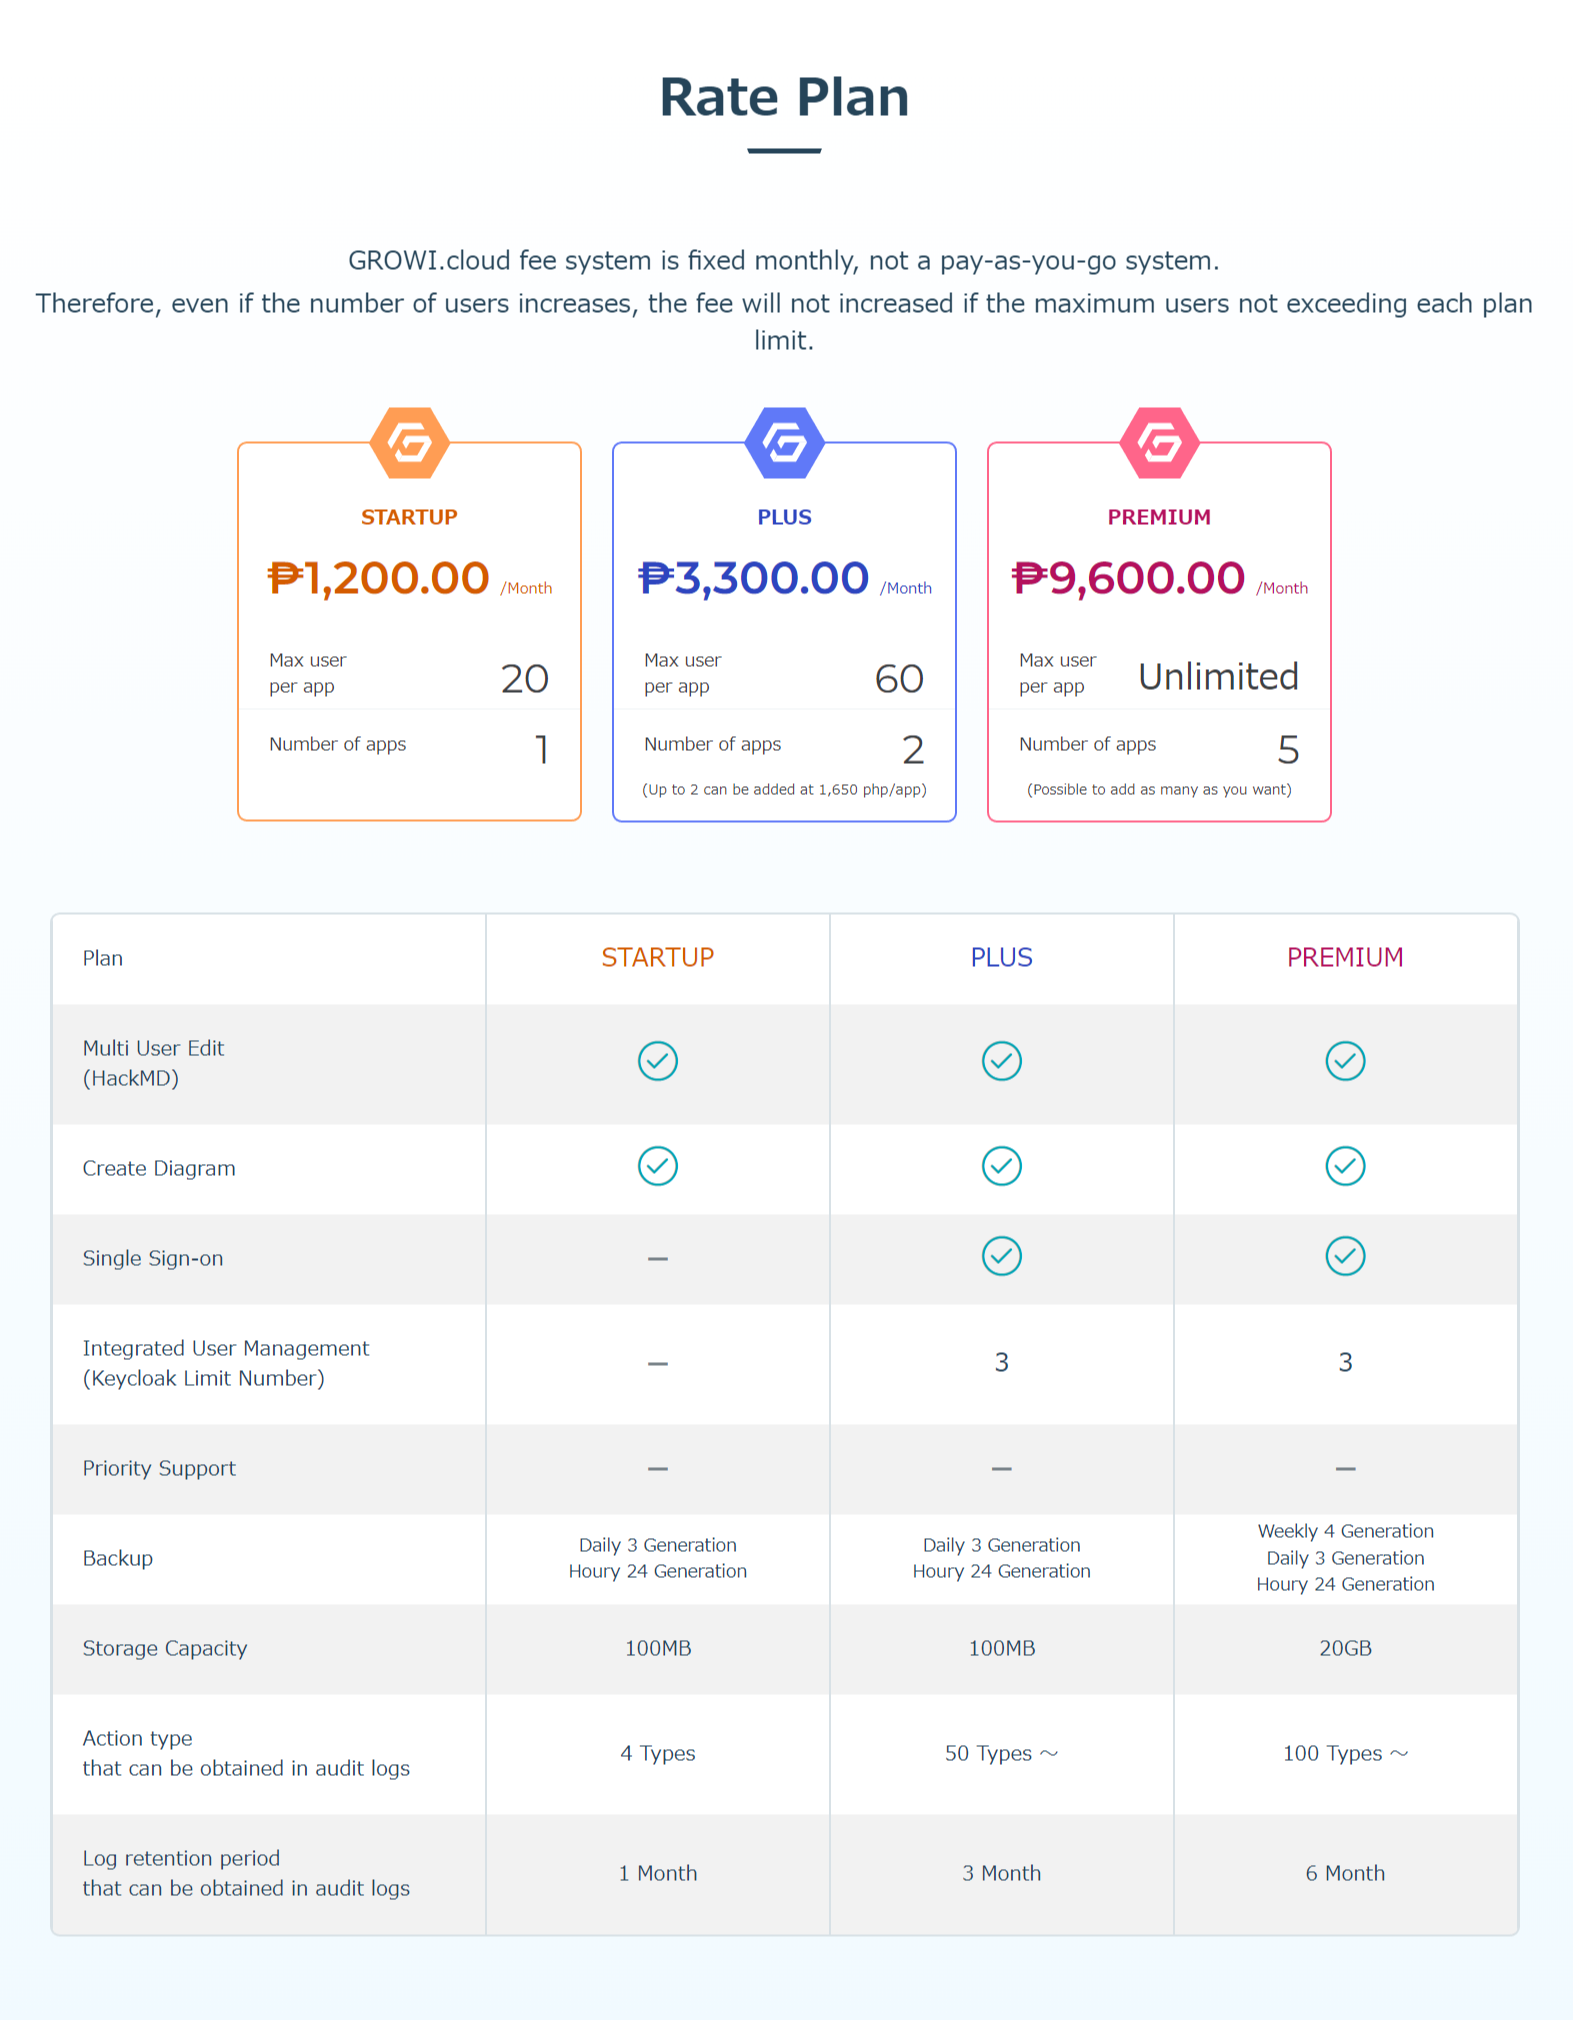 Rate Plan
GROWI.cloud fee system is fixed monthly, not a pay-as-you-go system.
Therefore, even if the number of users increases, the fee will not increased if the maximum users not exceeding each plan
limit.
STARTUP
₱1,200.00 /Month
Max user
per app
20
Number of apps
1
PLUS
₱3,300.00 /Month
Max user
per app
60
Number of apps
2
(Up to 2 can be added at 1,650 php/app)
PREMIUM
₱9,600.00 /Month
Max user
per app
Unlimited
Number of apps
5
(Possible to add as many as you want)
Plan
STARTUP
PLUS
PREMIUM
Multi User Edit
(HackMD)
Create Diagram
Single Sign-on
–
Integrated User Management
(Keycloak Limit Number)
–
3
3
Priority Support
–
–
–
Backup
Daily 3 Generation
Houry 24 Generation
Daily 3 Generation
Houry 24 Generation
Weekly 4 Generation
Daily 3 Generation
Houry 24 Generation
Storage Capacity
100MB
100MB
20GB
Action type
that can be obtained in audit logs
4 Types
50 Types ～
100 Types ～
Log retention period
that can be obtained in audit logs
1 Month
3 Month
6 Month